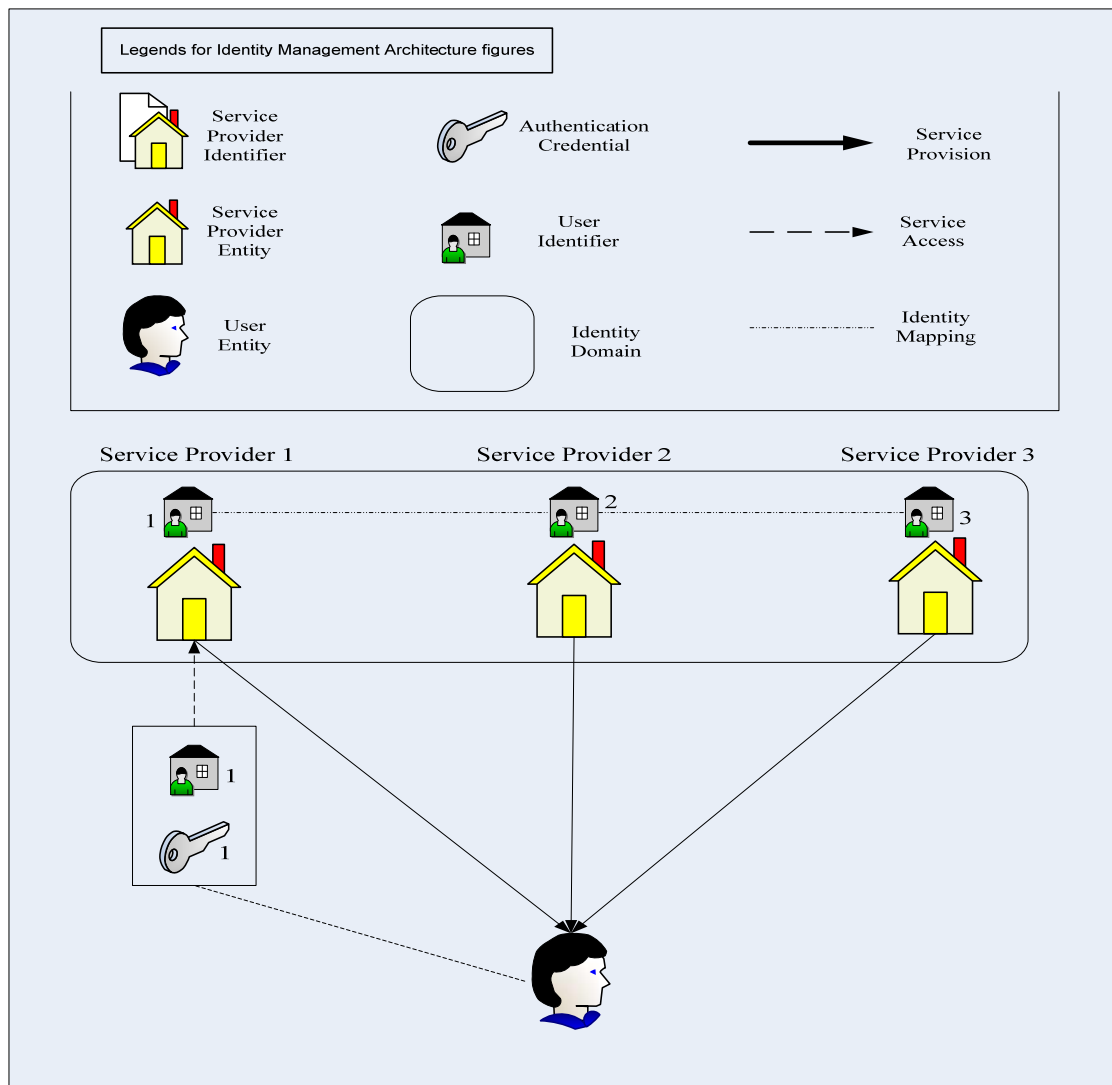 Legends for Identity Management Architecture figures
Service
Provider
Identifier
Authentication
Credential
Service
Provision
Service
Provider
Entity
User
Identifier
Service
Access
User
Entity
Identity
Domain
Identity
Mapping
Service Provider 1
Service Provider 2
Service Provider 3
1
2
3
1
1